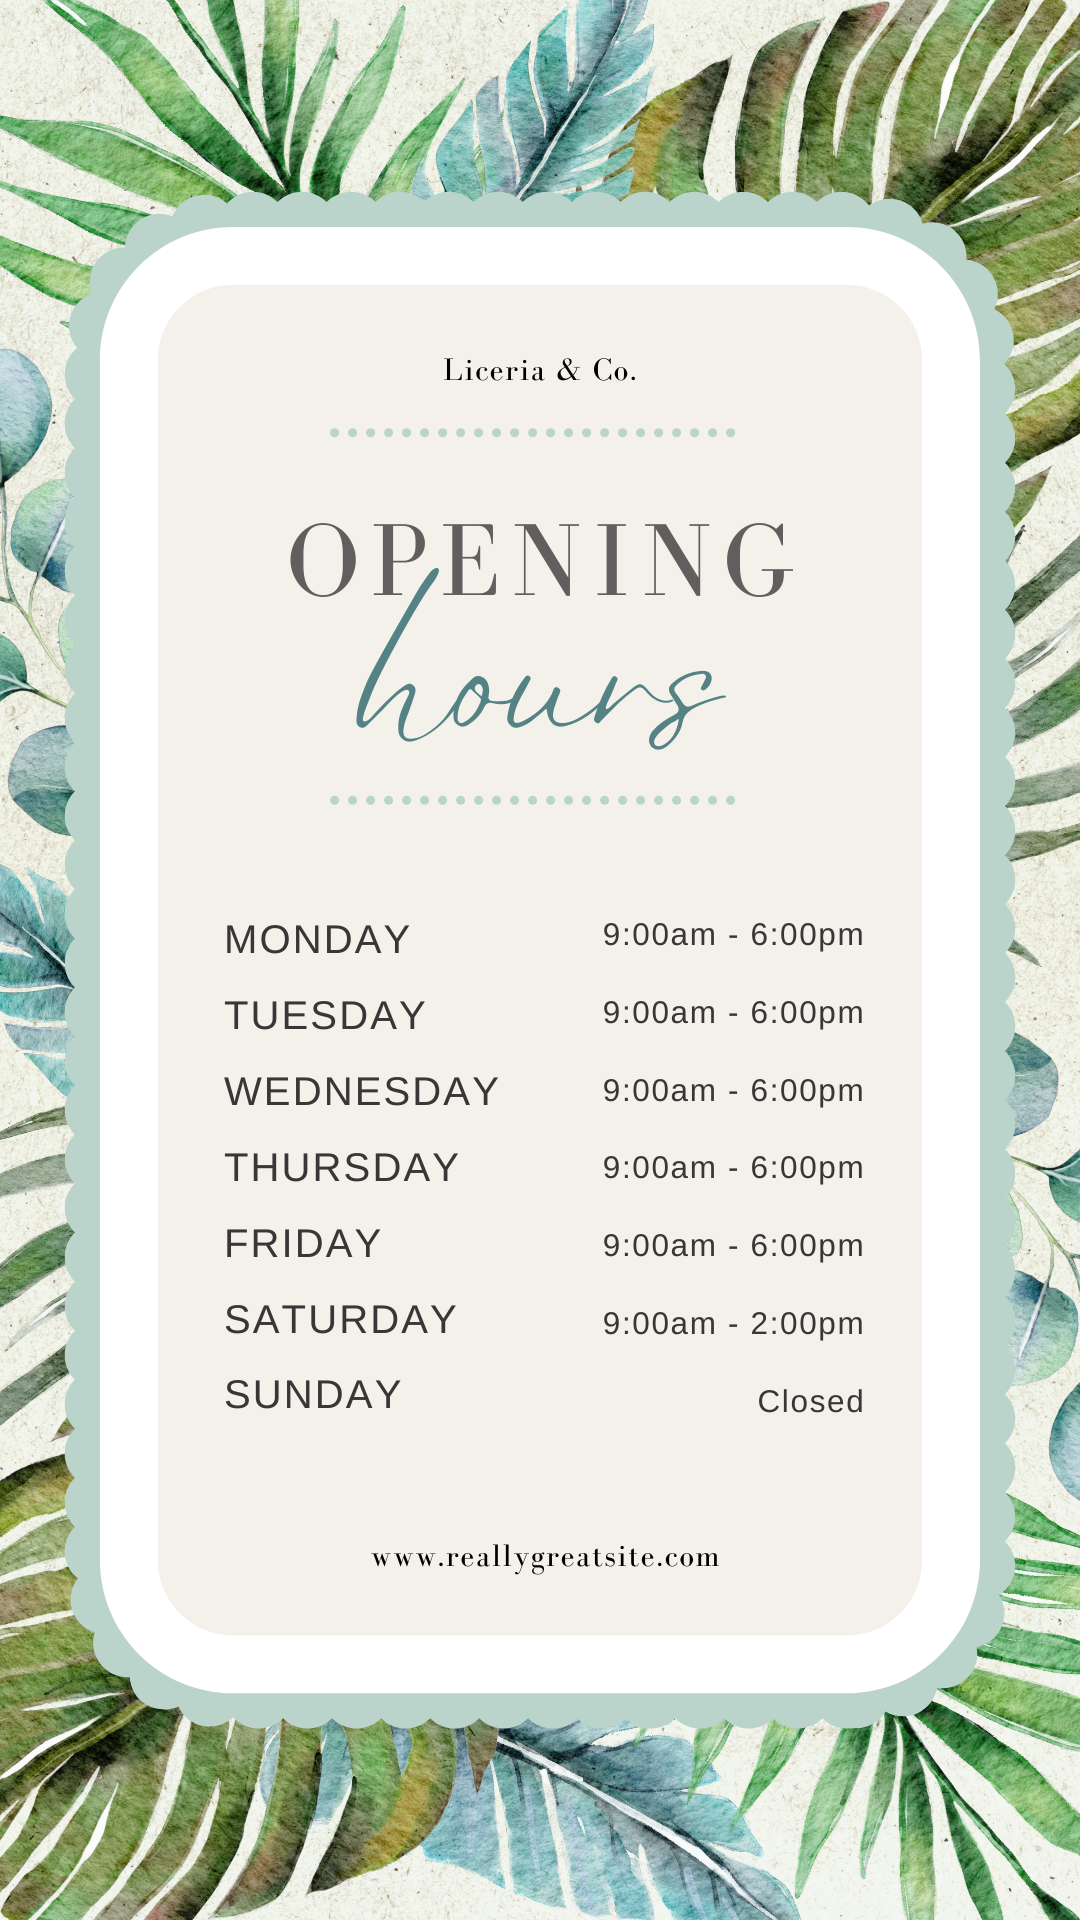 Liceria & Co.
OPENING
hours
MONDAY 9:00am - 6:00pm
TUESDAY 9:00am - 6:00pm
WEDNESDAY 9:00am - 6:00pm
THURSDAY 9:00am - 6:00pm
FRIDAY 9:00am - 6:00pm
SATURDAY 9:00am - 2:00pm
SUNDAY Closed
www.reallygreatsite.com